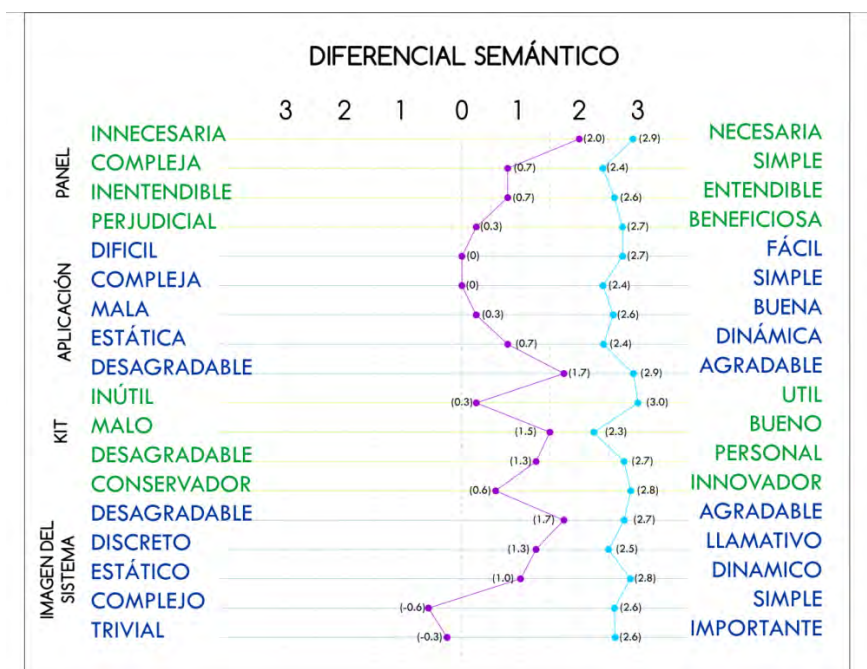 DIFERENCIAL SEMÁNTICO
3 2 1 0 1 2 3
PANEL
INNECESARIA (2.0) (2.9) NECESARIA
COMPLEJA (0.7) (2.4) SIMPLE
INENTENDIBLE (0.7) (2.6) ENTENDIBLE
PERJUDICIAL (0.3) (2.7) BENEFICIOSA
APLICACIÓN
DIFICIL (0) (2.7) FÁCIL
COMPLEJA (0) (2.4) SIMPLE
MALA (0.3) (2.6) BUENA
ESTÁTICA (0.7) (2.4) DINÁMICA
DESAGRADABLE (1.7) (2.9) AGRADABLE
KIT
INÚTIL (0.3) (3.0) UTIL
MALO (1.5) (2.3) BUENO
DESAGRADABLE (1.3) (2.7) PERSONAL
CONSERVADOR (0.6) (2.8) INNOVADOR
IMAGEN DEL
SISTEMA
DESAGRADABLE (1.7) (2.7) AGRADABLE
DISCRETO (1.3) (2.5) LLAMATIVO
ESTÁTICO (1.0) (2.8) DINAMICO
COMPLEJO (-0.6) (2.6) SIMPLE
TRIVIAL (-0.3) (2.6) IMPORTANTE